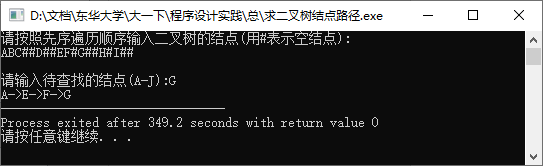 D:\文档\东华大学\大一下\程序设计实践\总\求二叉树结点路径.exe
请按照先序遍历顺序输入二叉树的结点(用#表示空结点):
ABC##D##EF#G##H#I##
请输入待查找的结点(A-J):G
A->E->F->G
--------------------------------
Process exited after 349.2 seconds with return value 0
请按任意键继续. . .